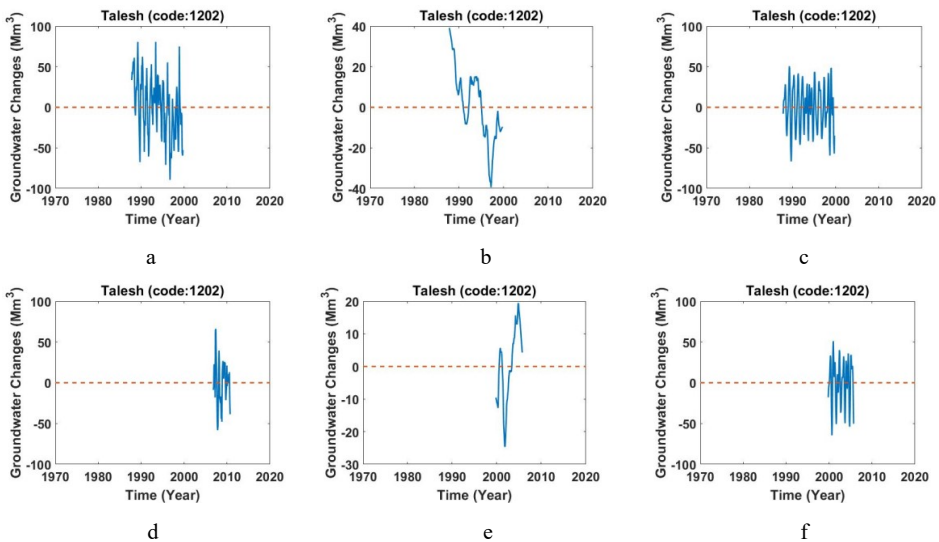 Talesh (code:1202)
Groundwater Changes (Mm³)
100
50
0
-50
-100
1970 1980 1990 2000 2010 2020
Time (Year)
a
Talesh (code:1202)
Groundwater Changes (Mm³)
40
20
0
-20
-40
1970 1980 1990 2000 2010 2020
Time (Year)
b
Talesh (code:1202)
Groundwater Changes (Mm³)
100
50
0
-50
-100
1970 1980 1990 2000 2010 2020
Time (Year)
c
Talesh (code:1202)
Groundwater Changes (Mm³)
100
50
0
-50
-100
1970 1980 1990 2000 2010 2020
Time (Year)
d
Talesh (code:1202)
Groundwater Changes (Mm³)
20
10
0
-10
-20
-30
1970 1980 1990 2000 2010 2020
Time (Year)
e
Talesh (code:1202)
Groundwater Changes (Mm³)
100
50
0
-50
-100
1970 1980 1990 2000 2010 2020
Time (Year)
f